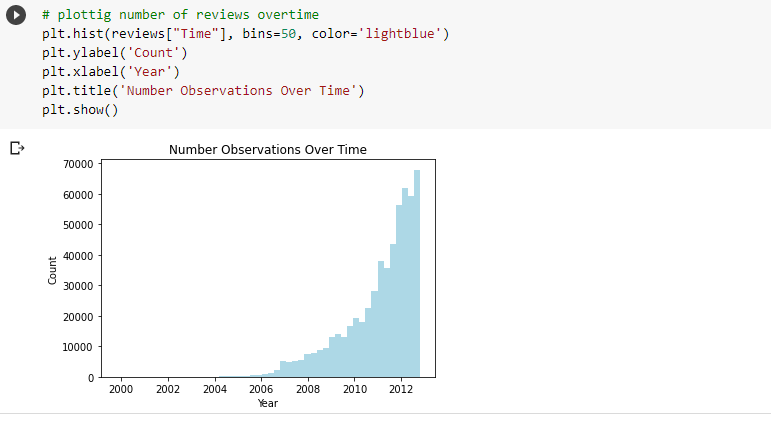 # plottig number of reviews overtime
plt.hist(reviews["Time"], bins=50, color='lightblue')
plt.ylabel('Count')
plt.xlabel('Year')
plt.title('Number Observations Over Time')
plt.show()
Number Observations Over Time
70000
60000
50000
40000
30000
20000
10000
0
Count
2000 2002 2004 2006 2008 2010 2012
Year